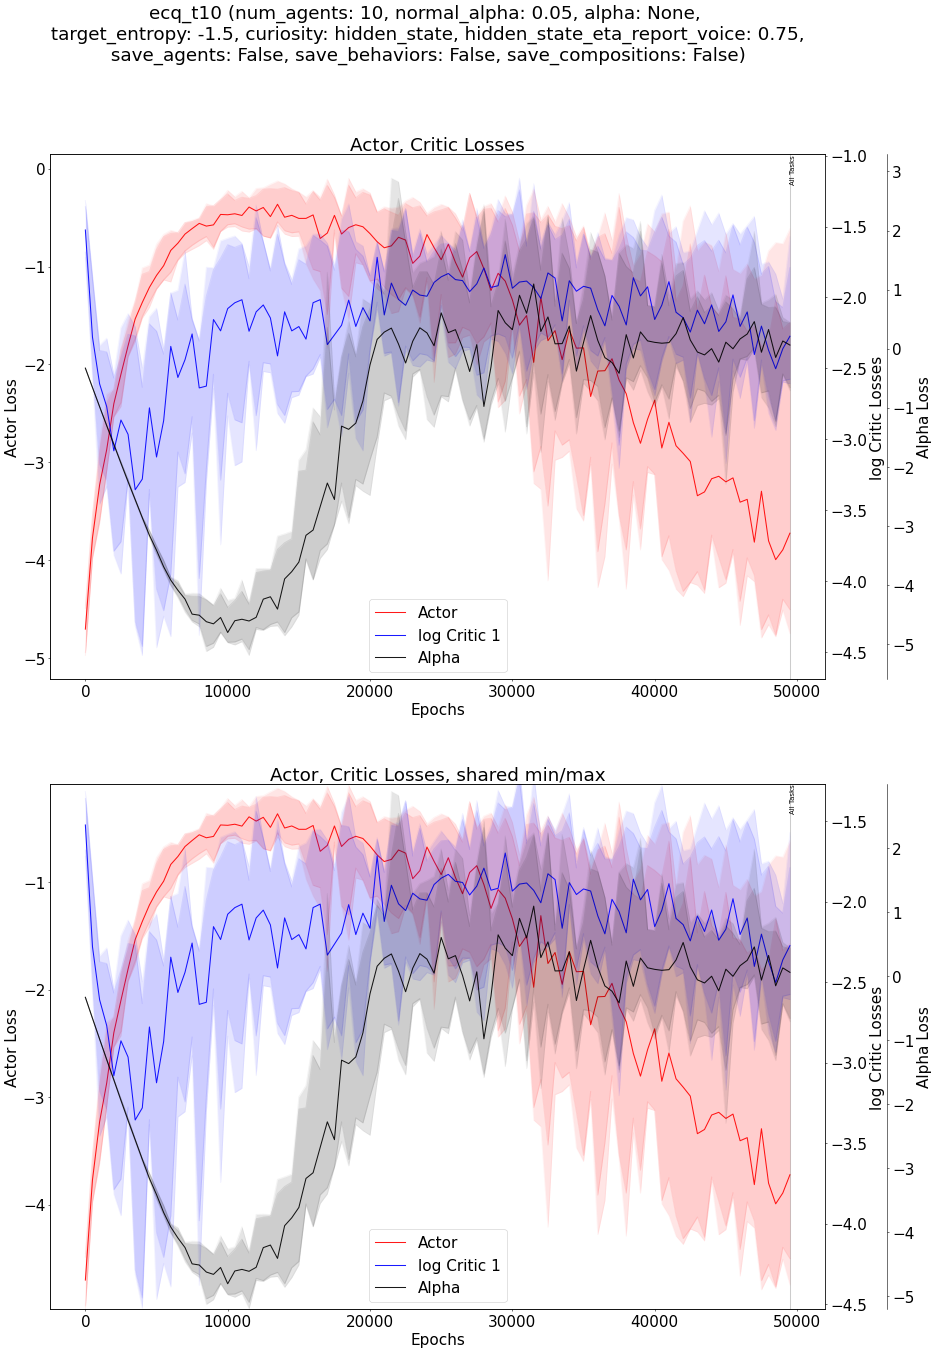 ecq_t10 (num_agents: 10, normal_alpha: 0.05, alpha: None,
target_entropy: -1.5, curiosity: hidden_state, hidden_state_eta_report_voice: 0.75,
save_agents: False, save_behaviors: False, save_compositions: False)
Actor, Critic Losses
All Tasks
0
−1
−2
−3
−4
−5
Actor Loss
−1.0
−1.5
−2.0
−2.5
−3.0
−3.5
−4.0
−4.5
log Critic Losses
3
2
1
0
−1
−2
−3
−4
−5
Alpha Loss
Actor
log Critic 1
Alpha
0
10000
20000
30000
40000
50000
Epochs
Actor, Critic Losses, shared min/max
All Tasks
−1
−2
−3
−4
Actor Loss
−1.5
−2.0
−2.5
−3.0
−3.5
−4.0
−4.5
log Critic Losses
2
1
0
−1
−2
−3
−4
−5
Alpha Loss
Actor
log Critic 1
Alpha
0
10000
20000
30000
40000
50000
Epochs